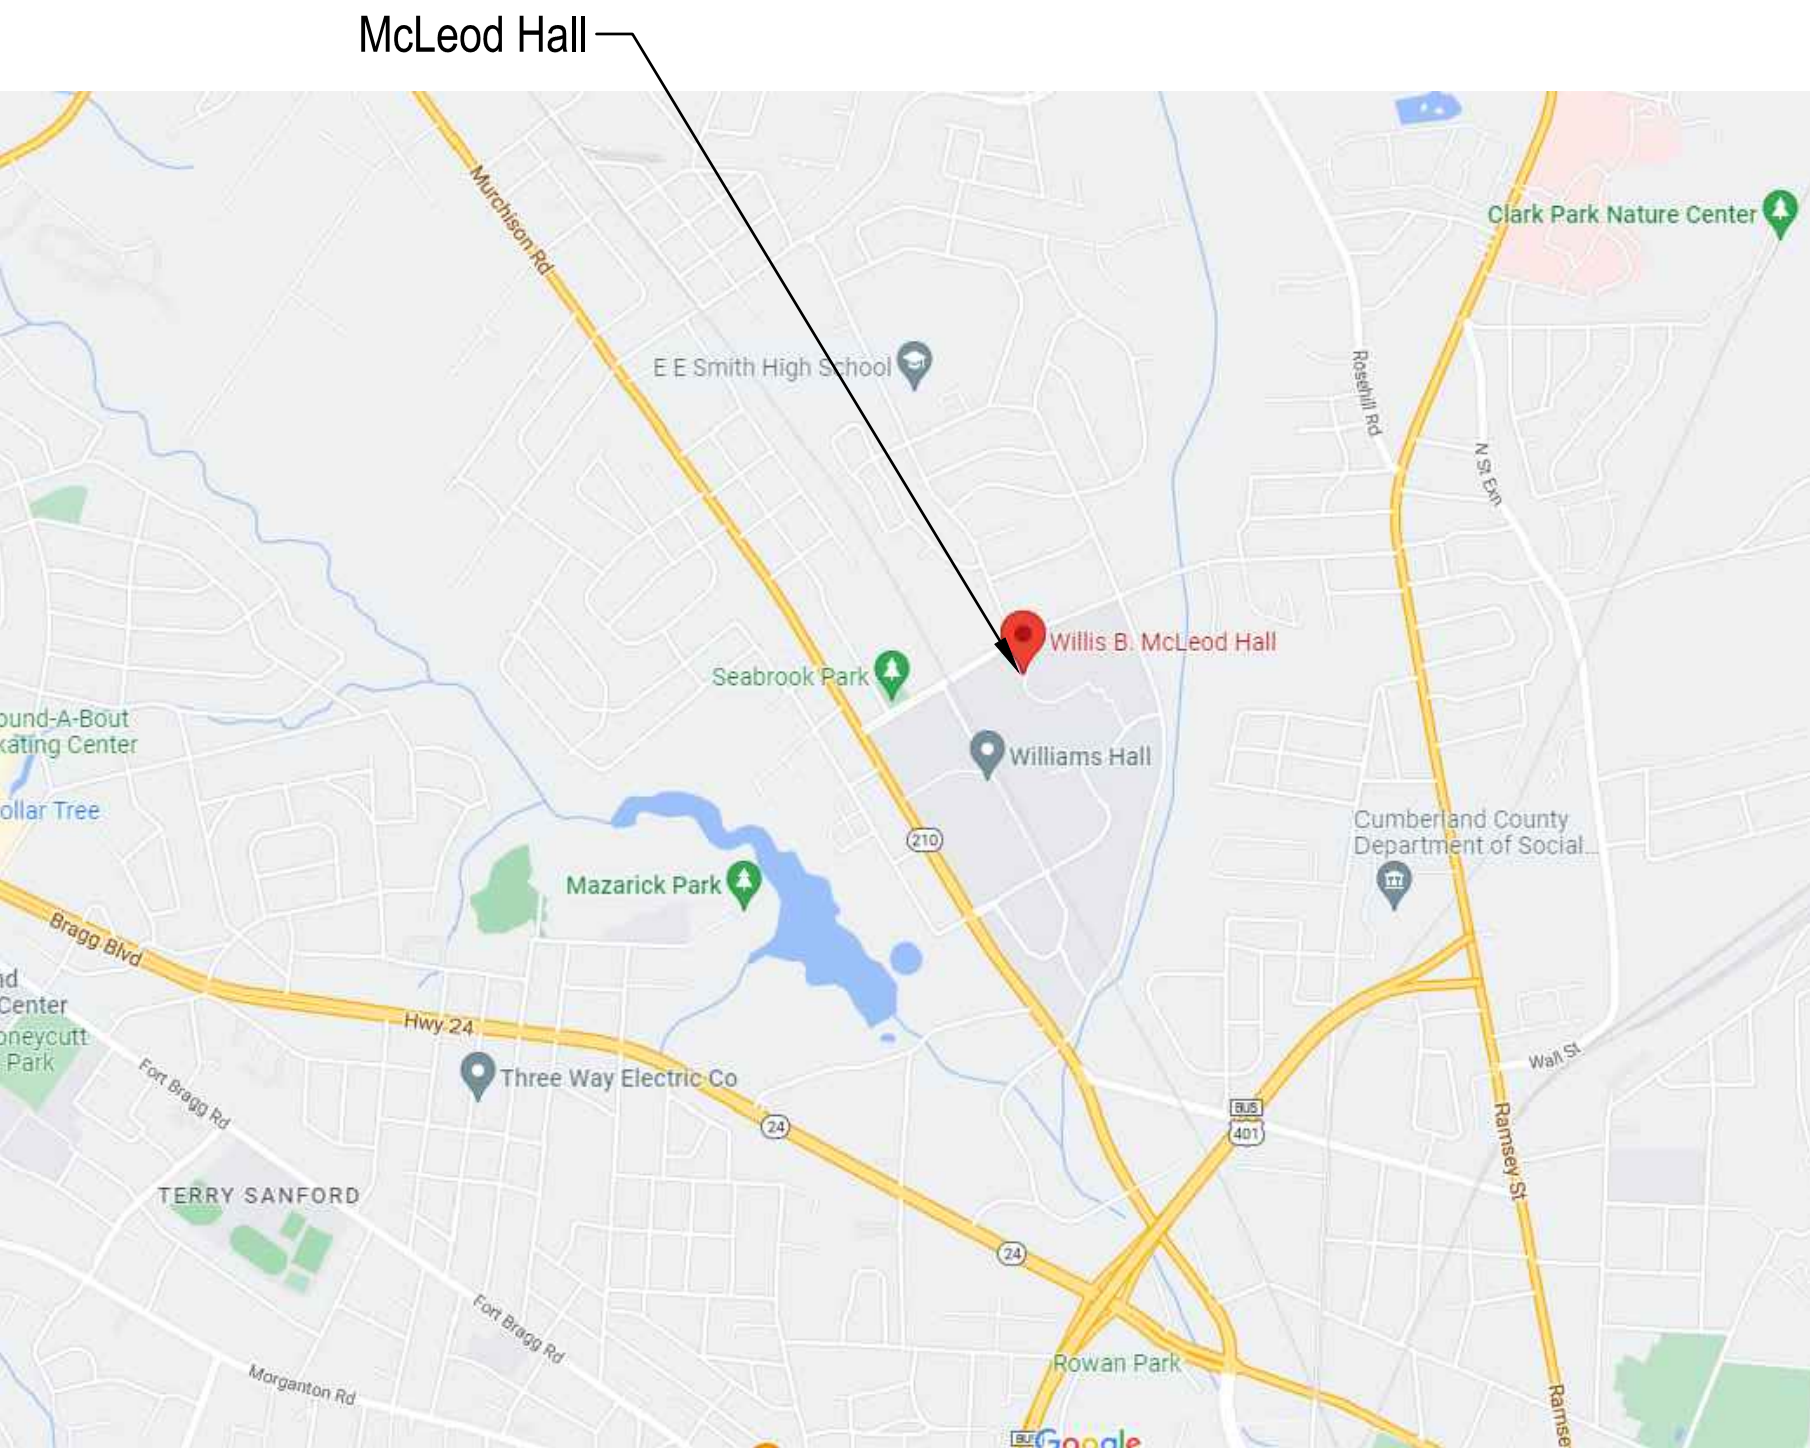 McLeod Hall
Murchison Rd
Clark Park Nature Center
E E Smith High School
Rosehill Rd
N St Exn
Willis B. McLeod Hall
Seabrook Park
ound-A-Bout
kating Center
Williams Hall
ollar Tree
Cumberland County
Department of Social...
210
Mazarick Park
Bragg Blvd
Center
oneycutt
Park
Hwy 24
Fort Bragg Rd
Three Way Electric Co
Wall St
24
BUS
401
Ramsey St
TERRY SANFORD
24
Fort Bragg Rd
Rowan Park
Morganton Rd
Ramse
Google